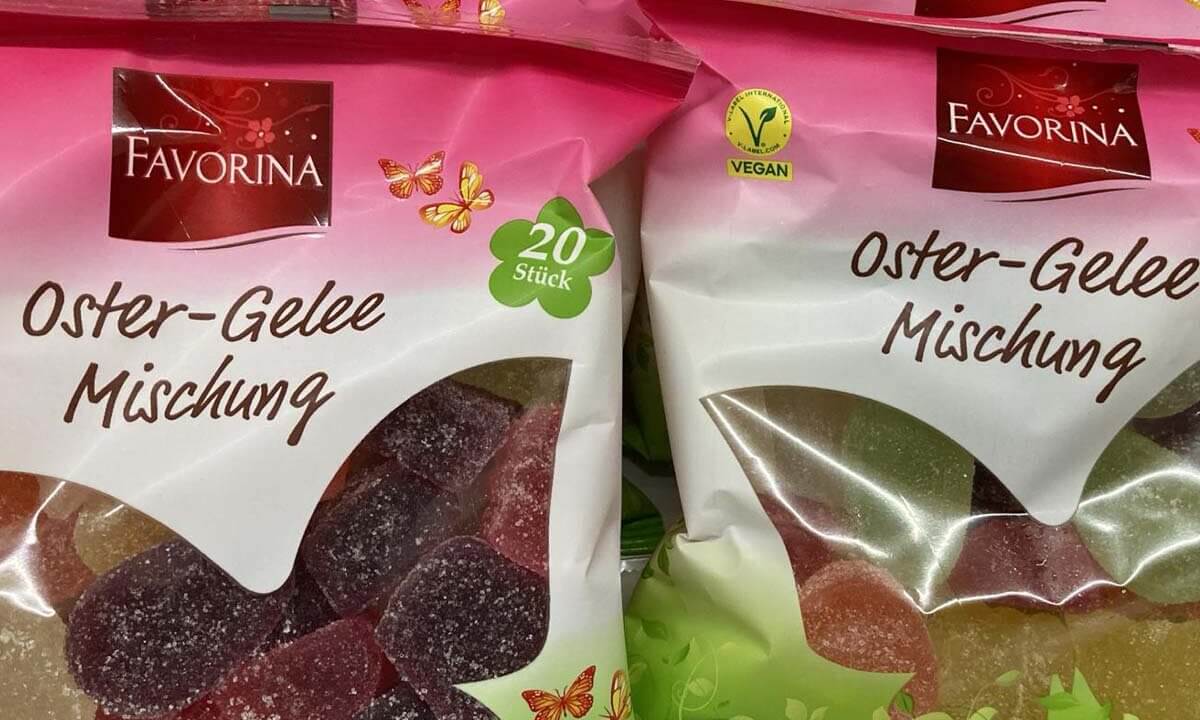 FAVORINA
20
Stück
Oster-Gelee
Mischung
V-LABEL INTERNATIONAL
V-LABEL.COM
VEGAN
FAVORINA
Oster-Gelee
Mischung